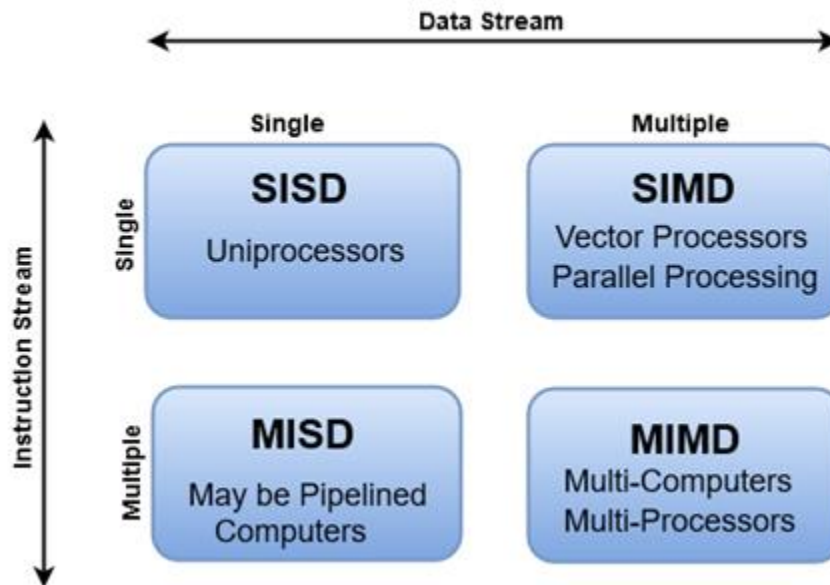 Data Stream
Single
Multiple
Instruction Stream
Single
SISD
Uniprocessors
SIMD
Vector Processors
Parallel Processing
Multiple
MISD
May be Pipelined
Computers
MIMD
Multi-Computers
Multi-Processors